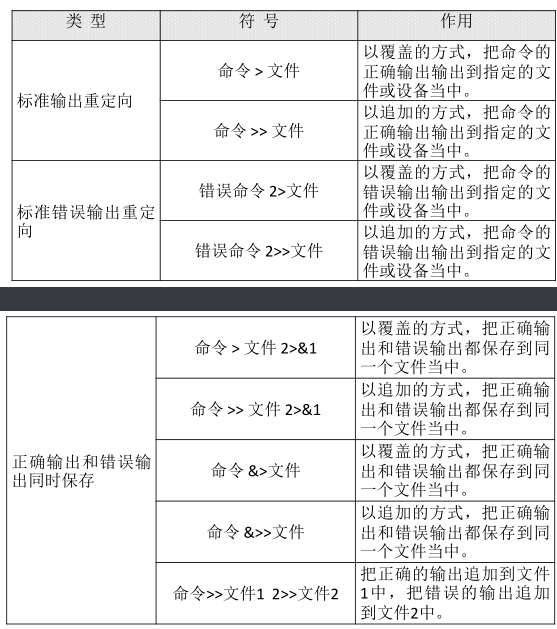 类 型
符 号
作用
标准输出重定向
命令 > 文件
以覆盖的方式，把命令的
正确输出输出到指定的文
件或设备当中。
命令 >> 文件
以追加的方式，把命令的
正确输出输出到指定的文
件或设备当中。
标准错误输出重定
向
错误命令 2>文件
以覆盖的方式，把命令的
错误输出输出到指定的文
件或设备当中。
错误命令 2>>文件
以追加的方式，把命令的
错误输出输出到指定的文
件或设备当中。
正确输出和错误输
出同时保存
命令 > 文件 2>&1
以覆盖的方式，把正确输
出和错误输出都保存到同
一个文件当中。
命令 >> 文件 2>&1
以追加的方式，把正确输
出和错误输出都保存到同
一个文件当中。
命令 &>文件
以覆盖的方式，把正确输
出和错误输出都保存到同
一个文件当中。
命令 &>>文件
以追加的方式，把正确输
出和错误输出都保存到同
一个文件当中。
命令>>文件1 2>>文件2
把正确的输出追加到文件
1中，把错误的输出追加
到文件2中。